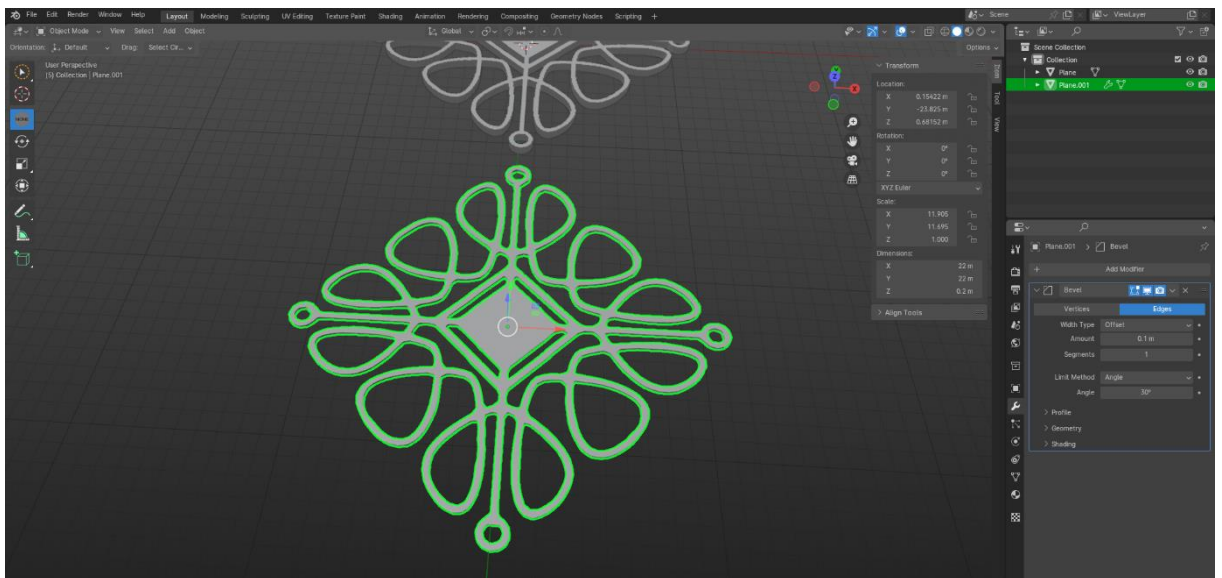 File Edit Render Window Help Layout Modeling Sculpting UV Editing Texture Paint Shading Animation Rendering Compositing Geometry Nodes Scripting + Scene ViewLayer
Object Mode View Select Add Object Global
Orientation: Default Drag: Select Cir... Options
User Perspective
(5) Collection | Plane.001
Transform
Location:
X 0.15422 m
Y -23.825 m
Z 0.68152 m
Rotation:
X 0°
Y 0°
Z 0°
XYZ Euler
Scale:
X 11.905
Y 11.695
Z 1.000
Dimensions:
X 22 m
Y 22 m
Z 0.2 m
Align Tools
Item
Tool
View
Z
X
Scene Collection
Collection
Plane
Plane.001
Plane.001 > Bevel
+ Add Modifier
Bevel
Vertices Edges
Width Type Offset
Amount 0.1 m
Segments 1
Limit Method Angle
Angle 30°
Profile
Geometry
Shading